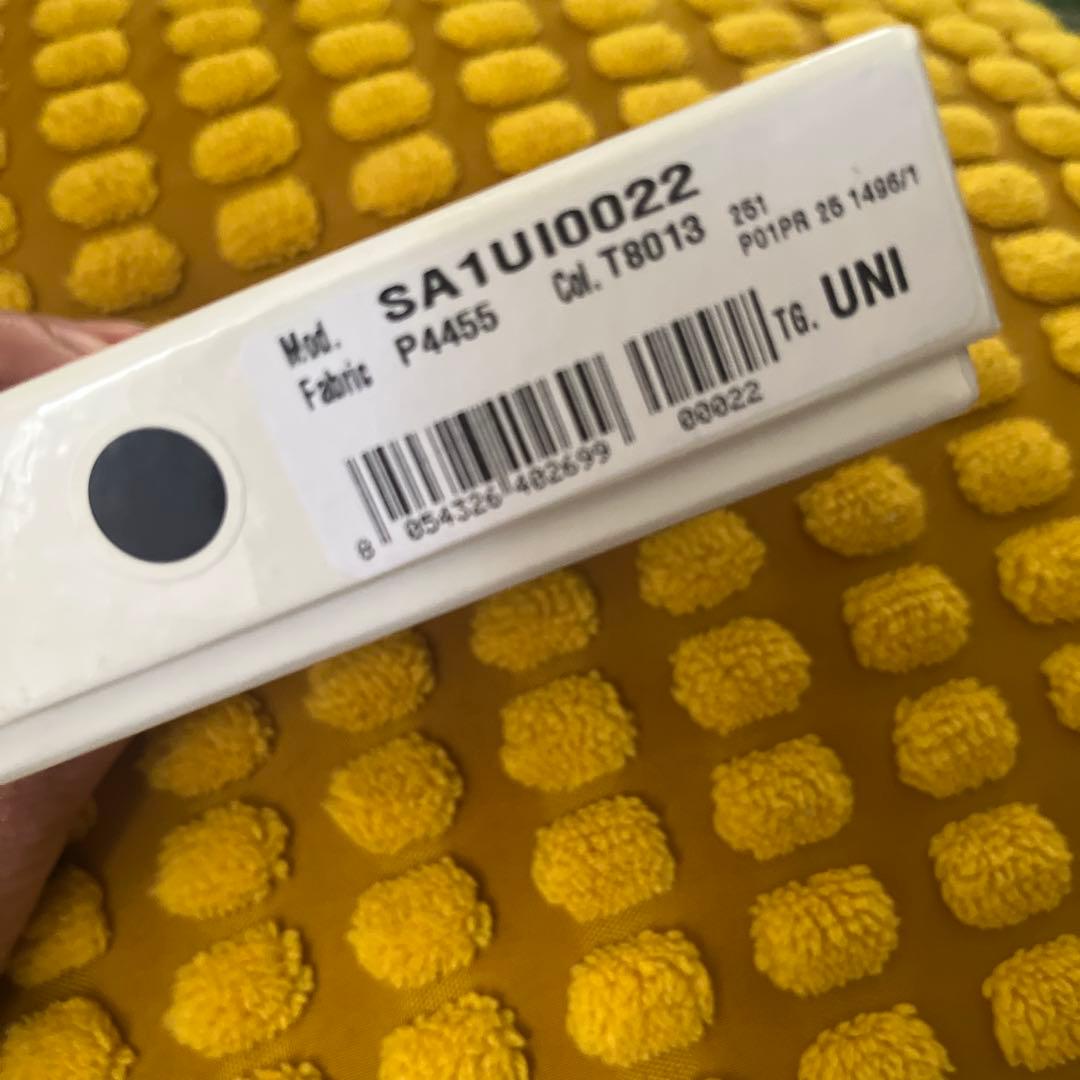 Mod. SA1UI0022
Fabric P4455 Col. T8013 251
P01PR 25 1496/1
TG. UNI
8 054326 402699 00022